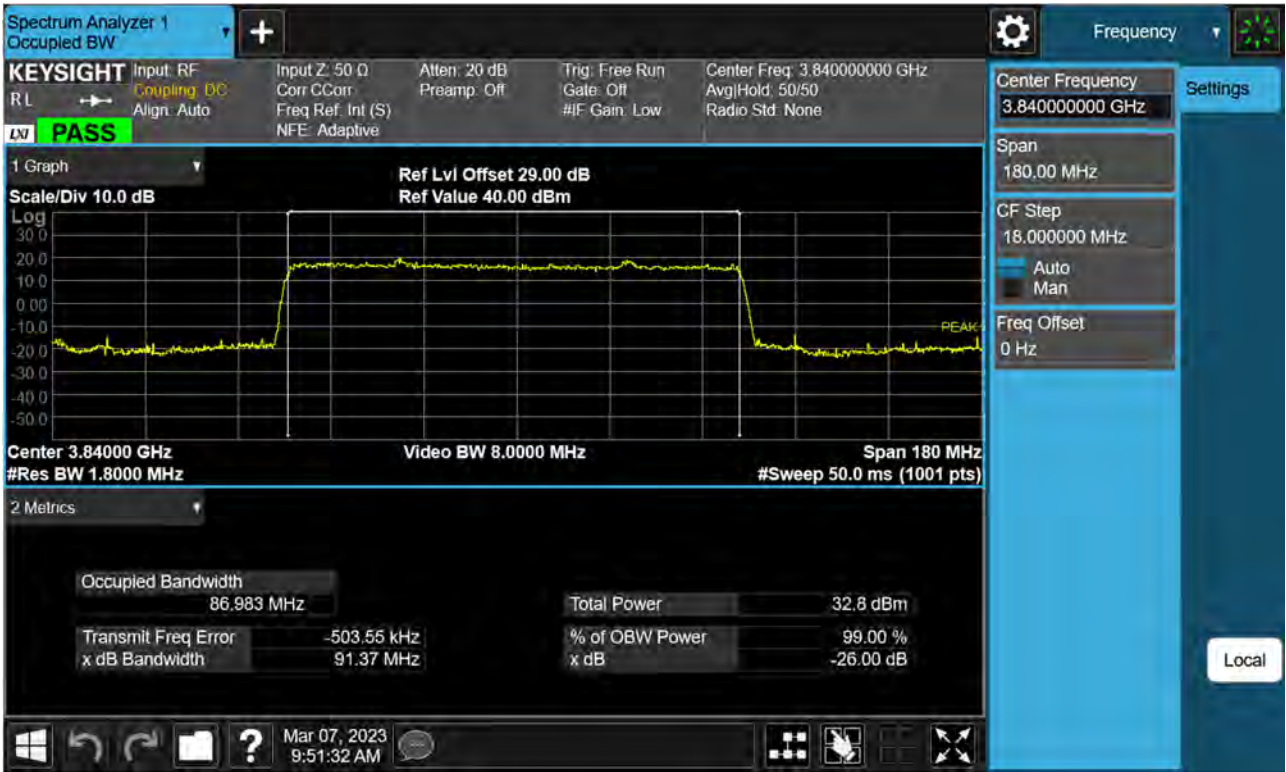 Spectrum Analyzer 1
Occupied BW
+
Frequency
KEYSIGHT
RL
LXI
PASS
Input: RF
Coupling: DC
Align: Auto
Input Z: 50 Ω
Corr CCorr
Freq Ref: Int (S)
NFE: Adaptive
Atten: 20 dB
Preamp: Off
Trig: Free Run
Gate: Off
#IF Gain: Low
Center Freq: 3.840000000 GHz
Avg|Hold: 50/50
Radio Std: None
Center Frequency
3.840000000 GHz
Settings
Span
180.00 MHz
CF Step
18.000000 MHz
Auto
Man
Freq Offset
0 Hz
1 Graph
Scale/Div 10.0 dB
Ref Lvl Offset 29.00 dB
Ref Value 40.00 dBm
Log
30.0
20.0
10.0
0.00
-10.0
-20.0
-30.0
-40.0
-50.0
PEAK
Center 3.84000 GHz
Video BW 8.0000 MHz
Span 180 MHz
#Res BW 1.8000 MHz
#Sweep 50.0 ms (1001 pts)
2 Metrics
Occupied Bandwidth
86.983 MHz
Total Power 32.8 dBm
Transmit Freq Error -503.55 kHz
% of OBW Power 99.00 %
x dB Bandwidth 91.37 MHz
x dB -26.00 dB
Local
?
Mar 07, 2023
9:51:32 AM